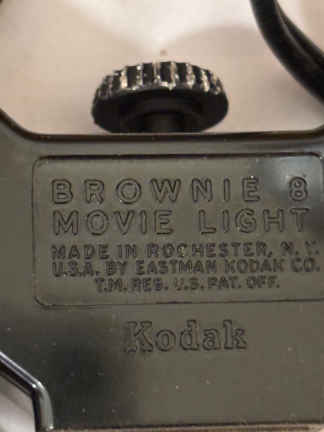 BROWNIE 8
MOVIE LIGHT
MADE IN ROCHESTER, N. Y.
U.S.A. BY EASTMAN KODAK CO.
T.M. REG. U.S. PAT. OFF.
Kodak